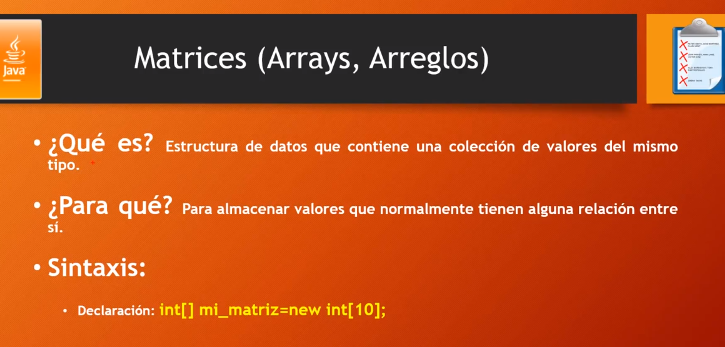 Java
Matrices (Arrays, Arreglos)
• ¿Qué es? Estructura de datos que contiene una colección de valores del mismo
tipo.
• ¿Para qué? Para almacenar valores que normalmente tienen alguna relación entre
sí.
• Sintaxis:
• Declaración: int[] mi_matriz=new int[10];